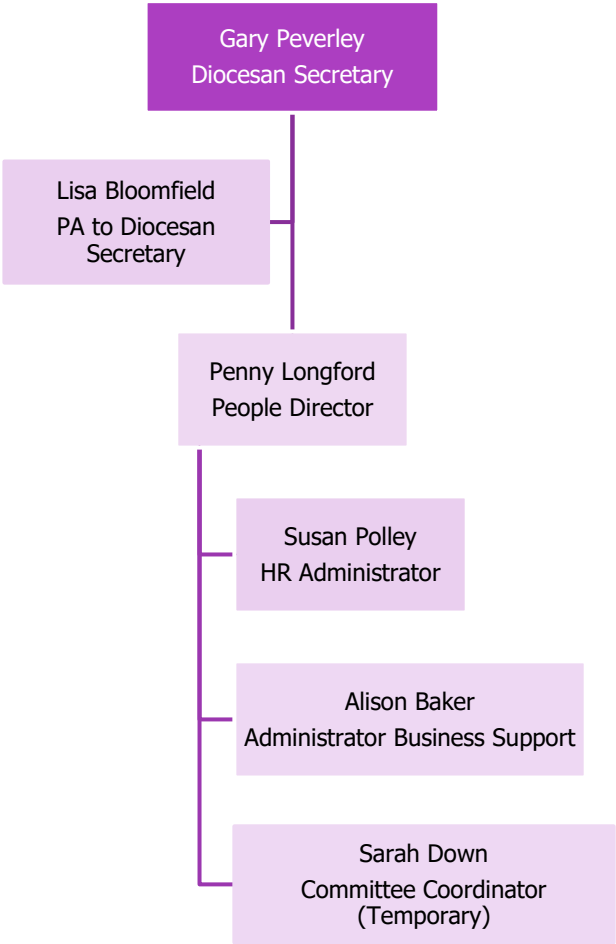 Gary Peverley
Diocesan Secretary
Lisa Bloomfield
PA to Diocesan
Secretary
Penny Longford
People Director
Susan Polley
HR Administrator
Alison Baker
Administrator Business Support
Sarah Down
Committee Coordinator
(Temporary)